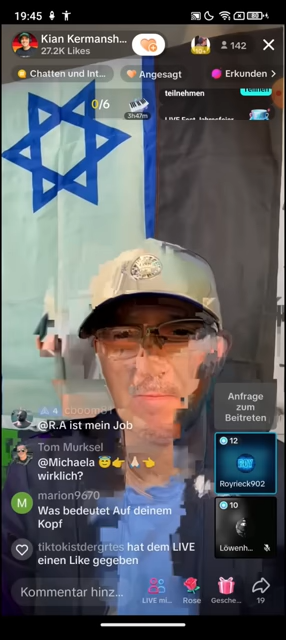 19:45
Kian Kermansh...
27.2K Likes
142
Chatten und Int...
Angesagt
Erkunden
0/6
3h47m
teilnehmen
Teilen
LIVE Fest Jahresfeier
Anfrage
zum
Beitreten
@R.A ist mein Job
Tom Murksel
@Michaela 😇👉🙏🏻👈
wirklich?
M
marion9670
Was bedeutet Auf deinem
Kopf
tiktokistdergrtes hat dem LIVE
einen Like gegeben
12
Royrieck902
10
Löwenh...
Kommentar hinz...
LIVE mi...
Rose
Gesche...
19